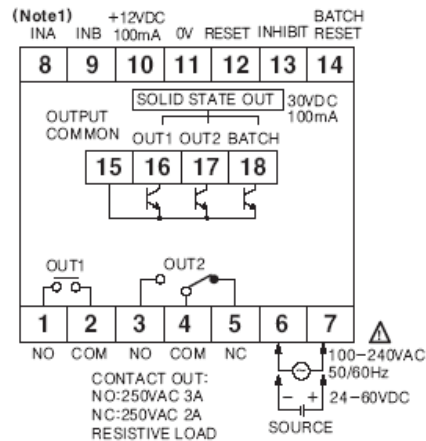 (Note1) +12VDC BATCH
INA INB 100mA 0V RESET INHIBIT RESET
8 9 10 11 12 13 14
SOLID STATE OUT 30VDC
100mA
OUTPUT
COMMON OUT1 OUT2 BATCH
15 16 17 18
OUT1 OUT2
1 2 3 4 5 6 7
NO COM NO COM NC
100-240VAC
50/60Hz
CONTACT OUT:
NO:250VAC 3A
NC:250VAC 2A
RESISTIVE LOAD
− + 24-60VDC
SOURCE